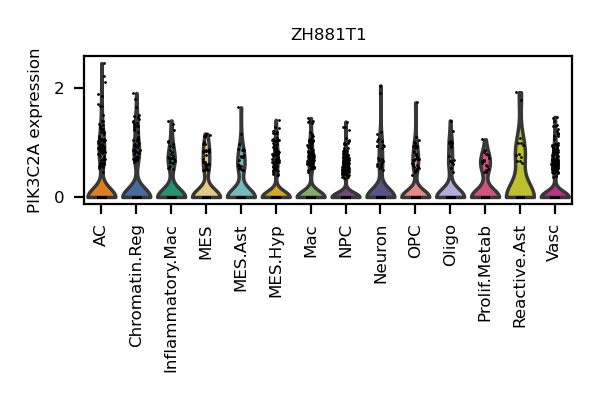 ZH881T1
PIK3C2A expression
2
0
AC
Chromatin.Reg
Inflammatory.Mac
MES
MES.Ast
MES.Hyp
Mac
NPC
Neuron
OPC
Oligo
Prolif.Metab
Reactive.Ast
Vasc